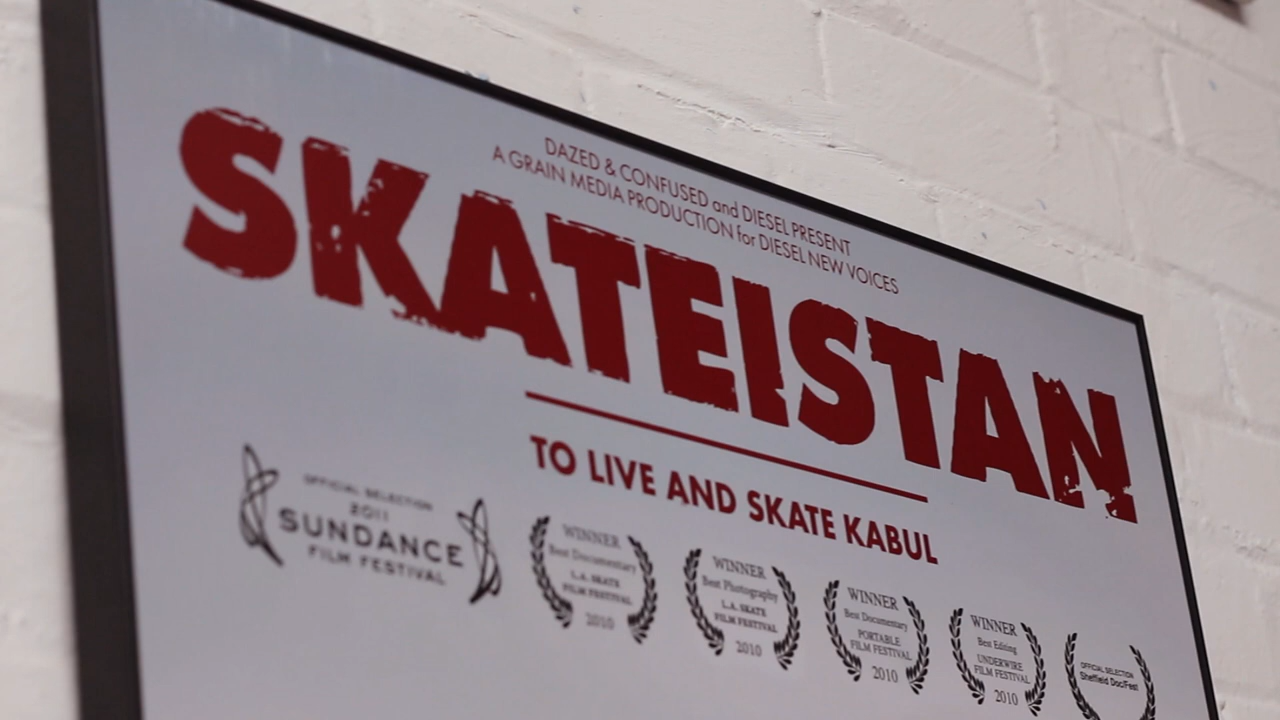 DAZED & CONFUSED and DIESEL PRESENT
A GRAIN MEDIA PRODUCTION for DIESEL NEW VOICES
SKATEISTAN
TO LIVE AND SKATE KABUL
OFFICIAL SELECTION
2011
SUNDANCE
FILM FESTIVAL
WINNER
Best Documentary
L.A. SKATE
FILM FESTIVAL
2010
WINNER
Best Photography
L.A. SKATE
FILM FESTIVAL
2010
WINNER
Best Documentary
PORTABLE
FILM FESTIVAL
2010
WINNER
Best Editing
UNDERWIRE
FILM FESTIVAL
2010
OFFICIAL SELECTION
Sheffield Doc/Fest